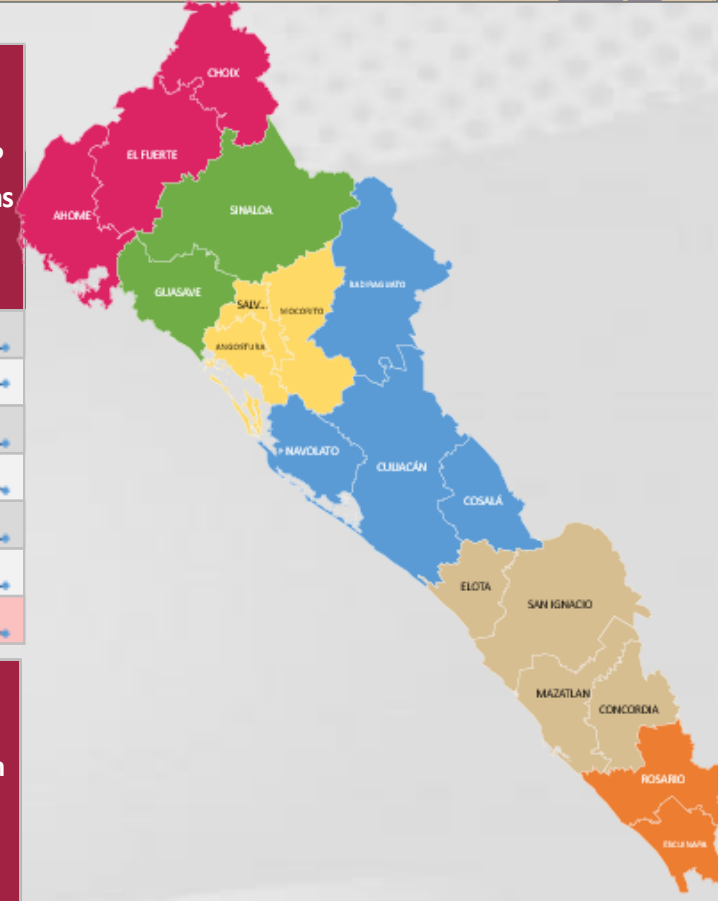 CHOIX
EL FUERTE
AHOME
SINALOA
GUASAVE
BADIRAGUATO
SALV...
MOCORITO
ANGOSTURA
NAVOLATO
CULIACÁN
COSALÁ
ELOTA
SAN IGNACIO
MAZATLAN
CONCORDIA
ROSARIO
ESCUINAPA